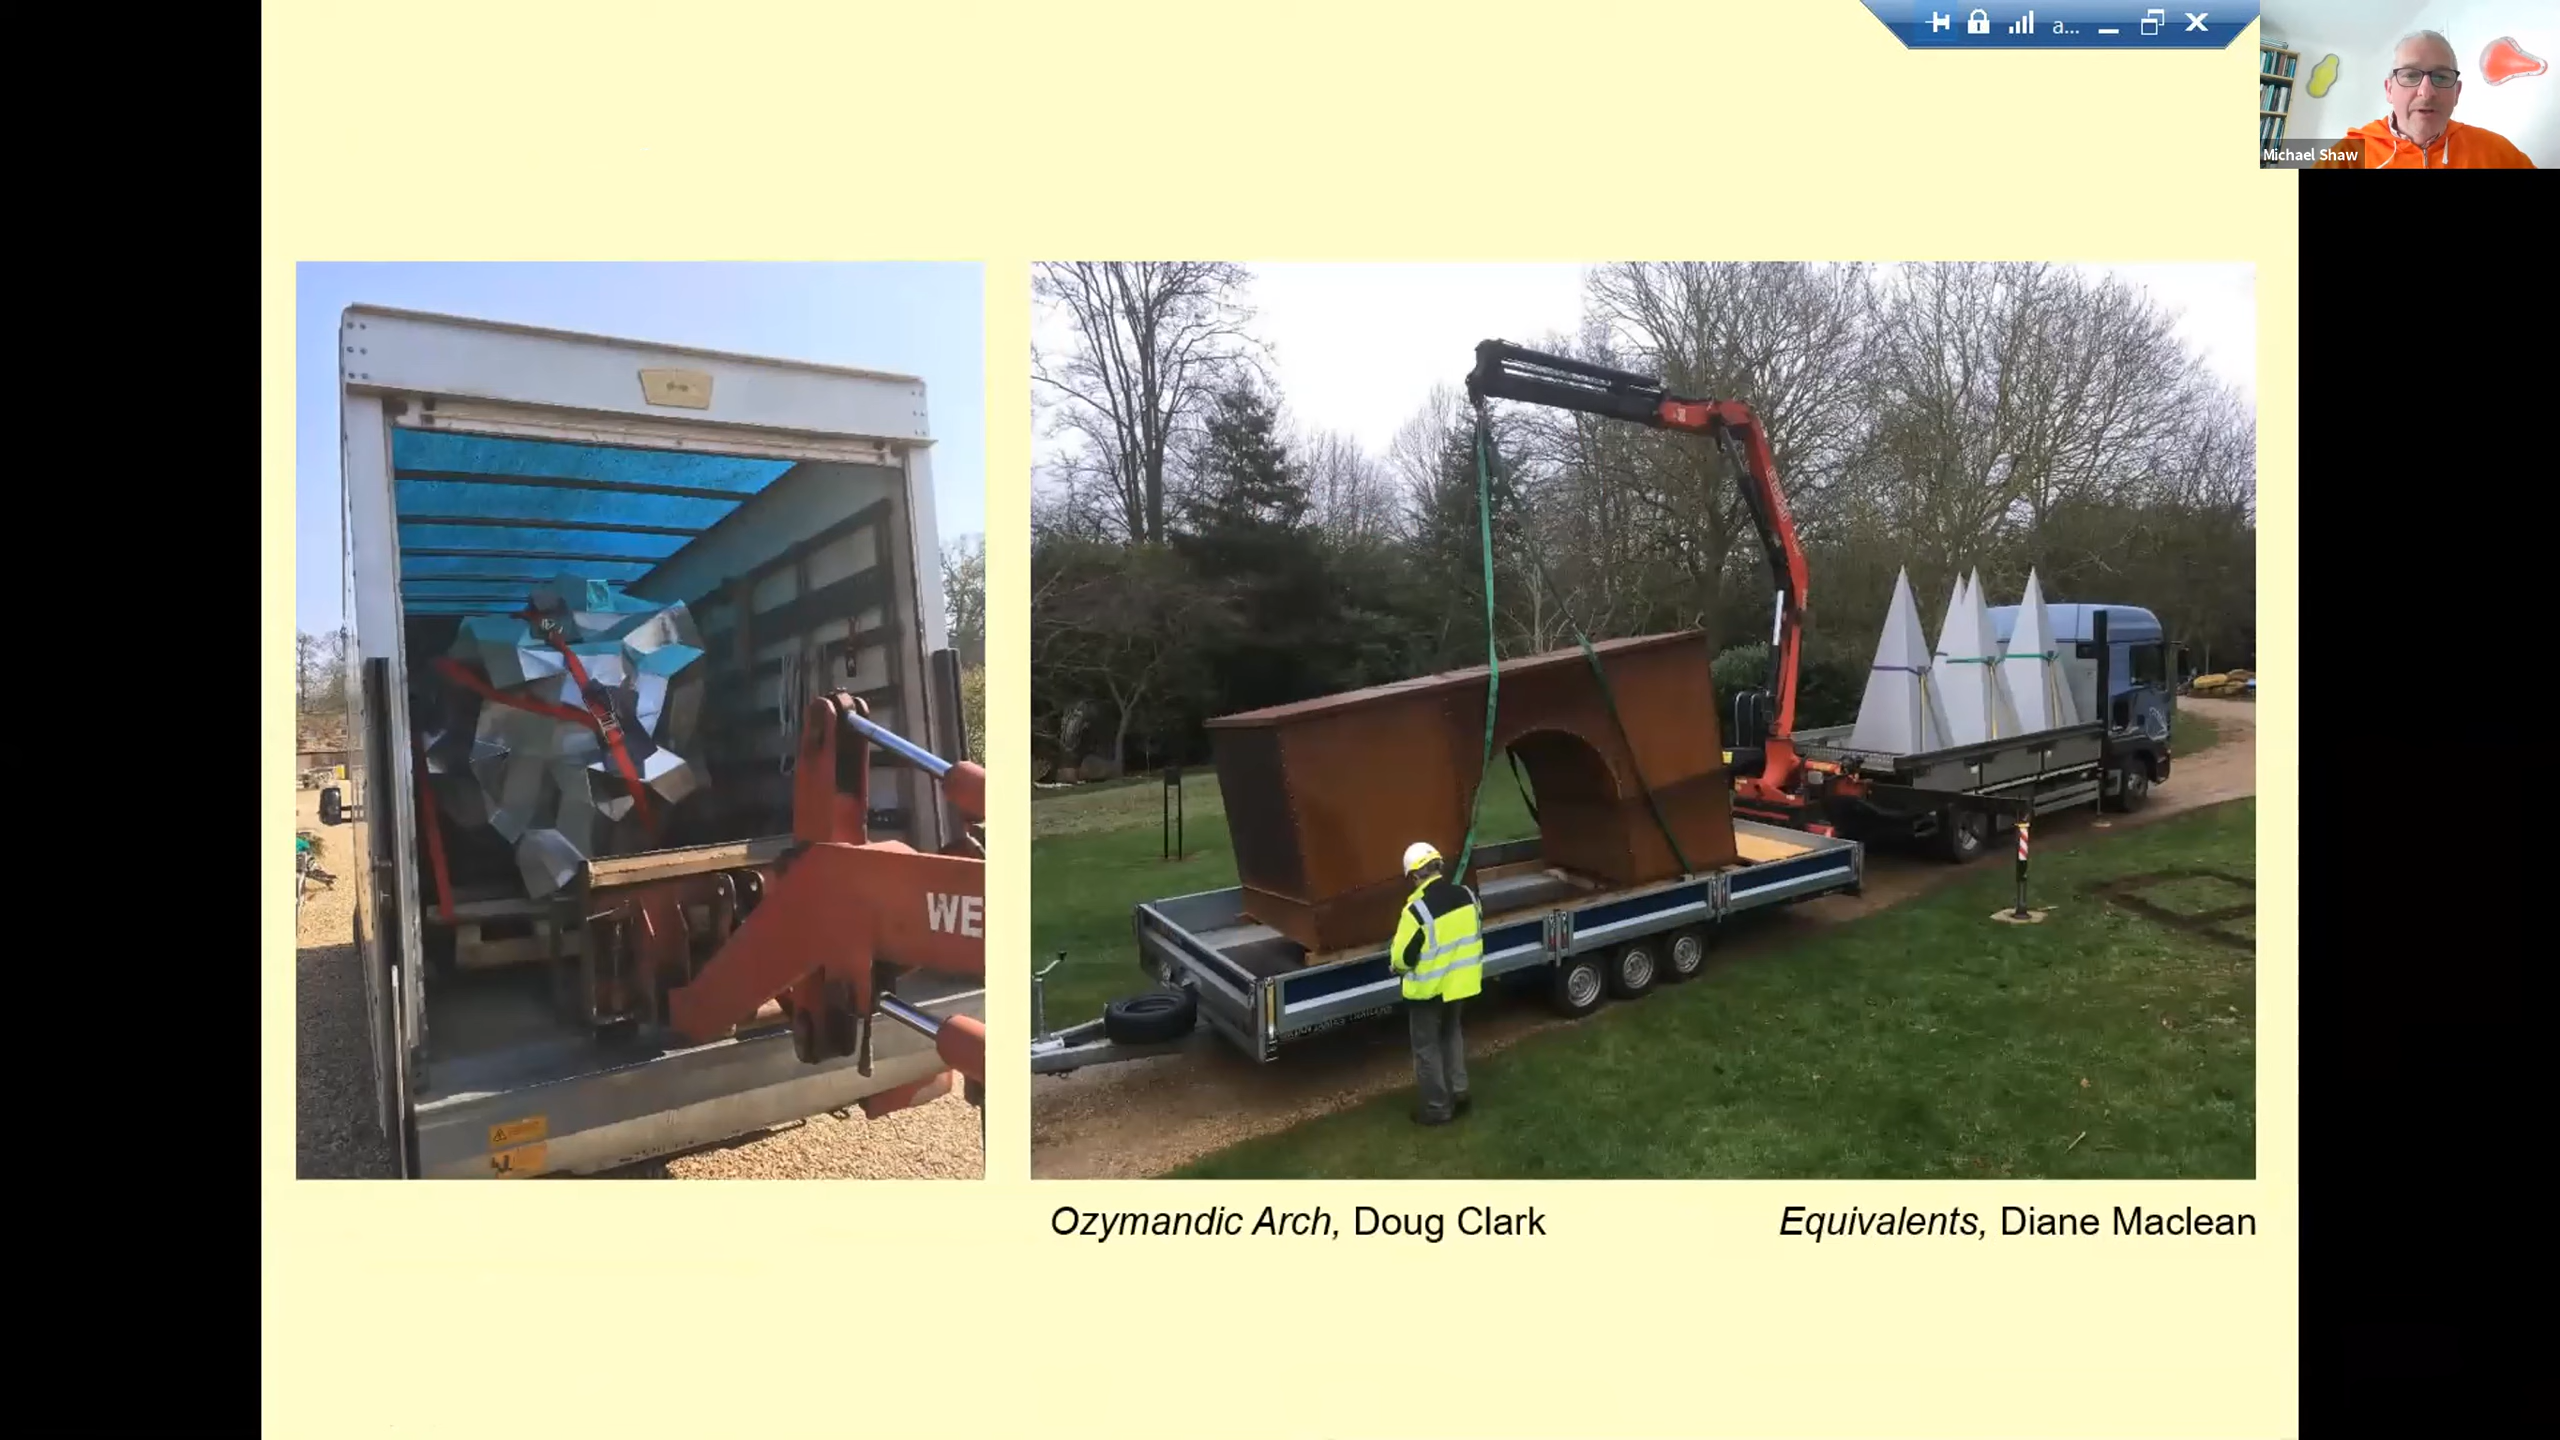 a...
Michael Shaw
WE
Ozymandic Arch, Doug Clark
Equivalents, Diane Maclean